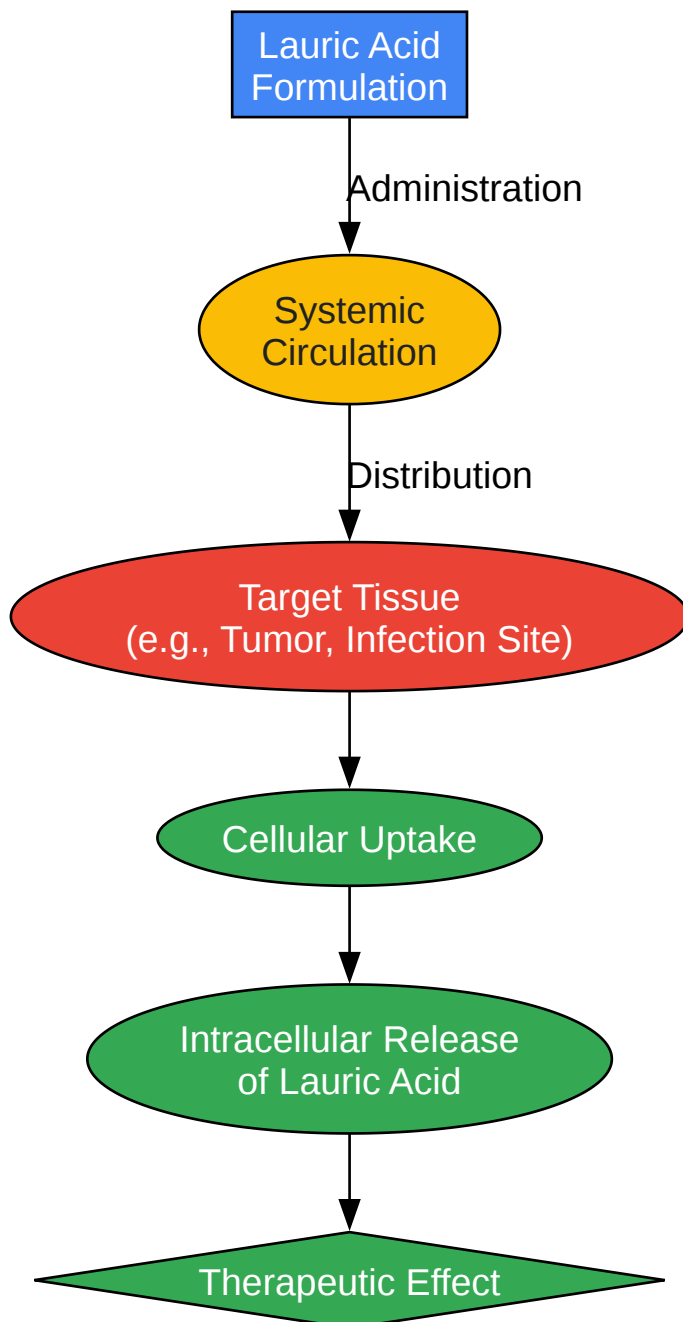 Lauric Acid
Formulation
Administration
Systemic
Circulation
Distribution
Target Tissue
(e.g., Tumor, Infection Site)
Cellular Uptake
Intracellular Release
of Lauric Acid
Therapeutic Effect